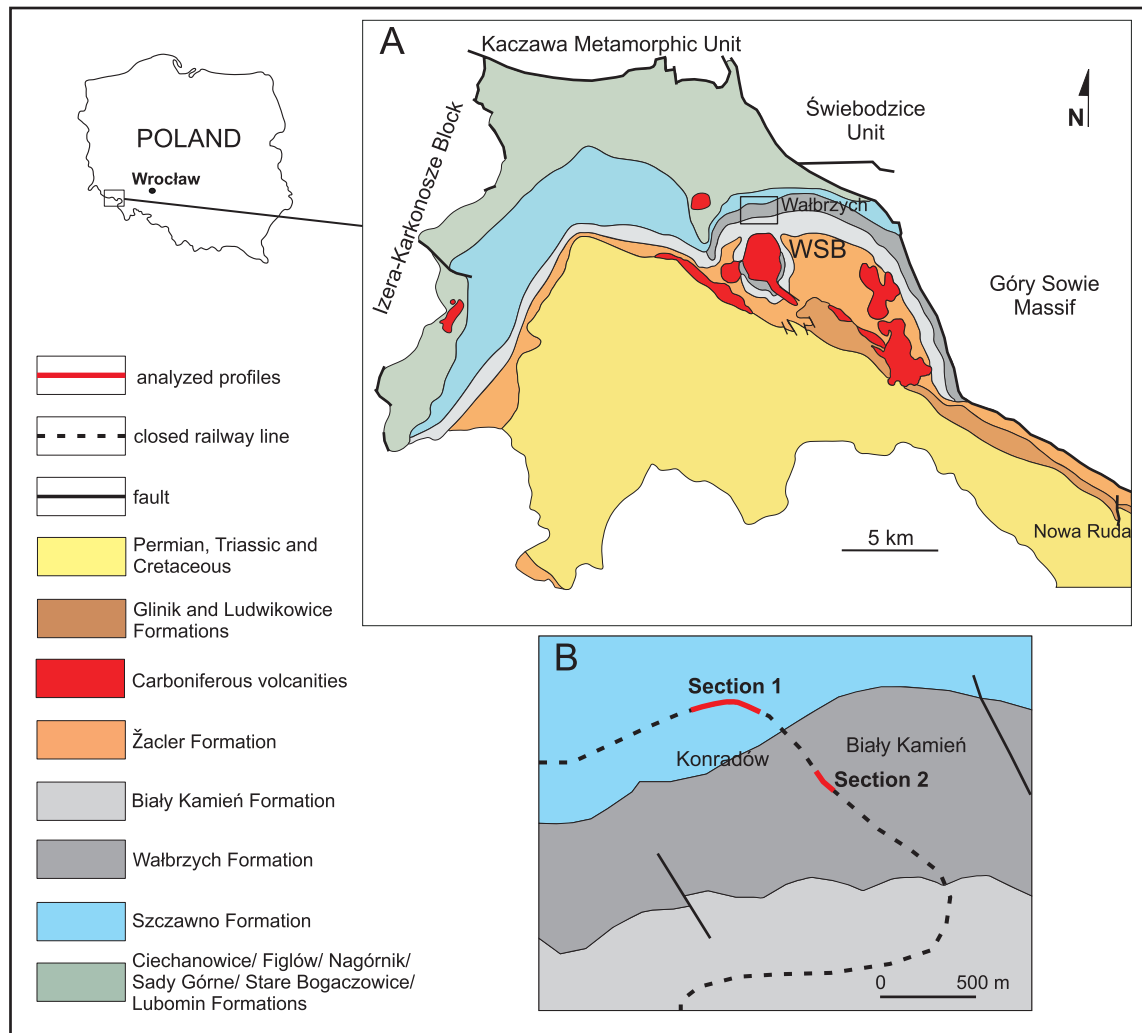 POLAND
Wrocław
A
Kaczawa Metamorphic Unit
Izera-Karkonosze Block
Świebodzice
Unit
N
Wałbrzych
WSB
Góry Sowie
Massif
5 km
Nowa Ruda
analyzed profiles
closed railway line
fault
Permian, Triassic and
Cretaceous
Glinik and Ludwikowice
Formations
Carboniferous volcanities
Žacler Formation
Biały Kamień Formation
Wałbrzych Formation
Szczawno Formation
Ciechanowice/ Figlów/ Nagórnik/
Sady Górne/ Stare Bogaczowice/
Lubomin Formations
B
Section 1
Konradów
Biały Kamień
Section 2
0 500 m